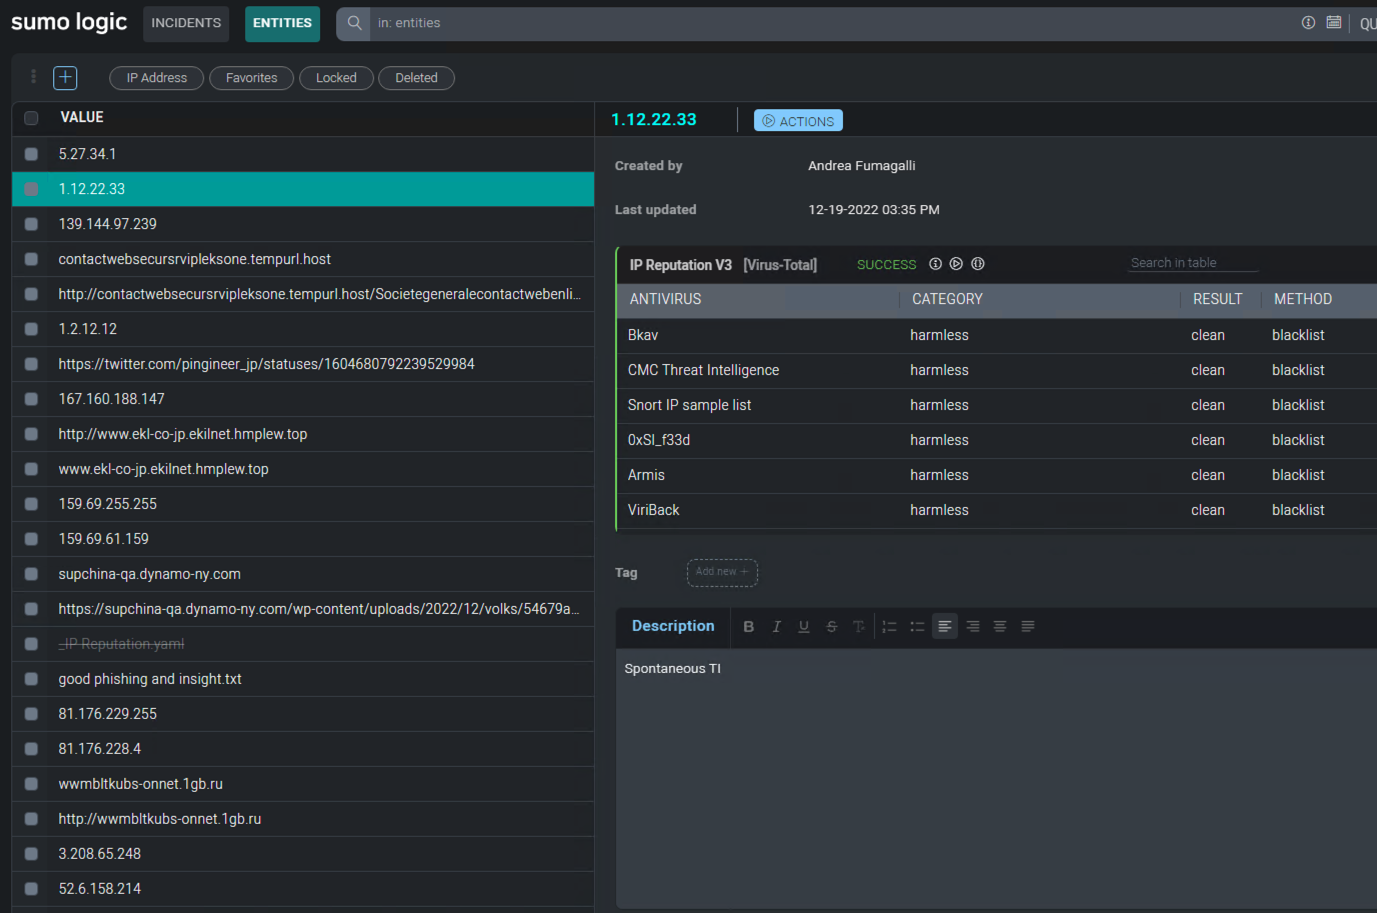 sumo logic INCIDENTS ENTITIES in: entities QU
IP Address Favorites Locked Deleted
VALUE
5.27.34.1
1.12.22.33
139.144.97.239
contactwebsecursrvipleksone.tempurl.host
http://contactwebsecursrvipleksone.tempurl.host/Societegeneralecontactwebenli...
1.2.12.12
https://twitter.com/pingineer_jp/statuses/1604680792239529984
167.160.188.147
http://www.ekl-co-jp.ekilnet.hmplew.top
www.ekl-co-jp.ekilnet.hmplew.top
159.69.255.255
159.69.61.159
supchina-qa.dynamo-ny.com
https://supchina-qa.dynamo-ny.com/wp-content/uploads/2022/12/volks/54679a...
_IP Reputation.yaml
good phishing and insight.txt
81.176.229.255
81.176.228.4
wwmbltkubs-onnet.1gb.ru
http://wwmbltkubs-onnet.1gb.ru
3.208.65.248
52.6.158.214
1.12.22.33 ACTIONS
Created by Andrea Fumagalli
Last updated 12-19-2022 03:35 PM
IP Reputation V3 [Virus-Total] SUCCESS Search in table
ANTIVIRUS CATEGORY RESULT METHOD
Bkav harmless clean blacklist
CMC Threat Intelligence harmless clean blacklist
Snort IP sample list harmless clean blacklist
0xSI_f33d harmless clean blacklist
Armis harmless clean blacklist
ViriBack harmless clean blacklist
Tag Add new +
Description B I U S T
Spontaneous TI